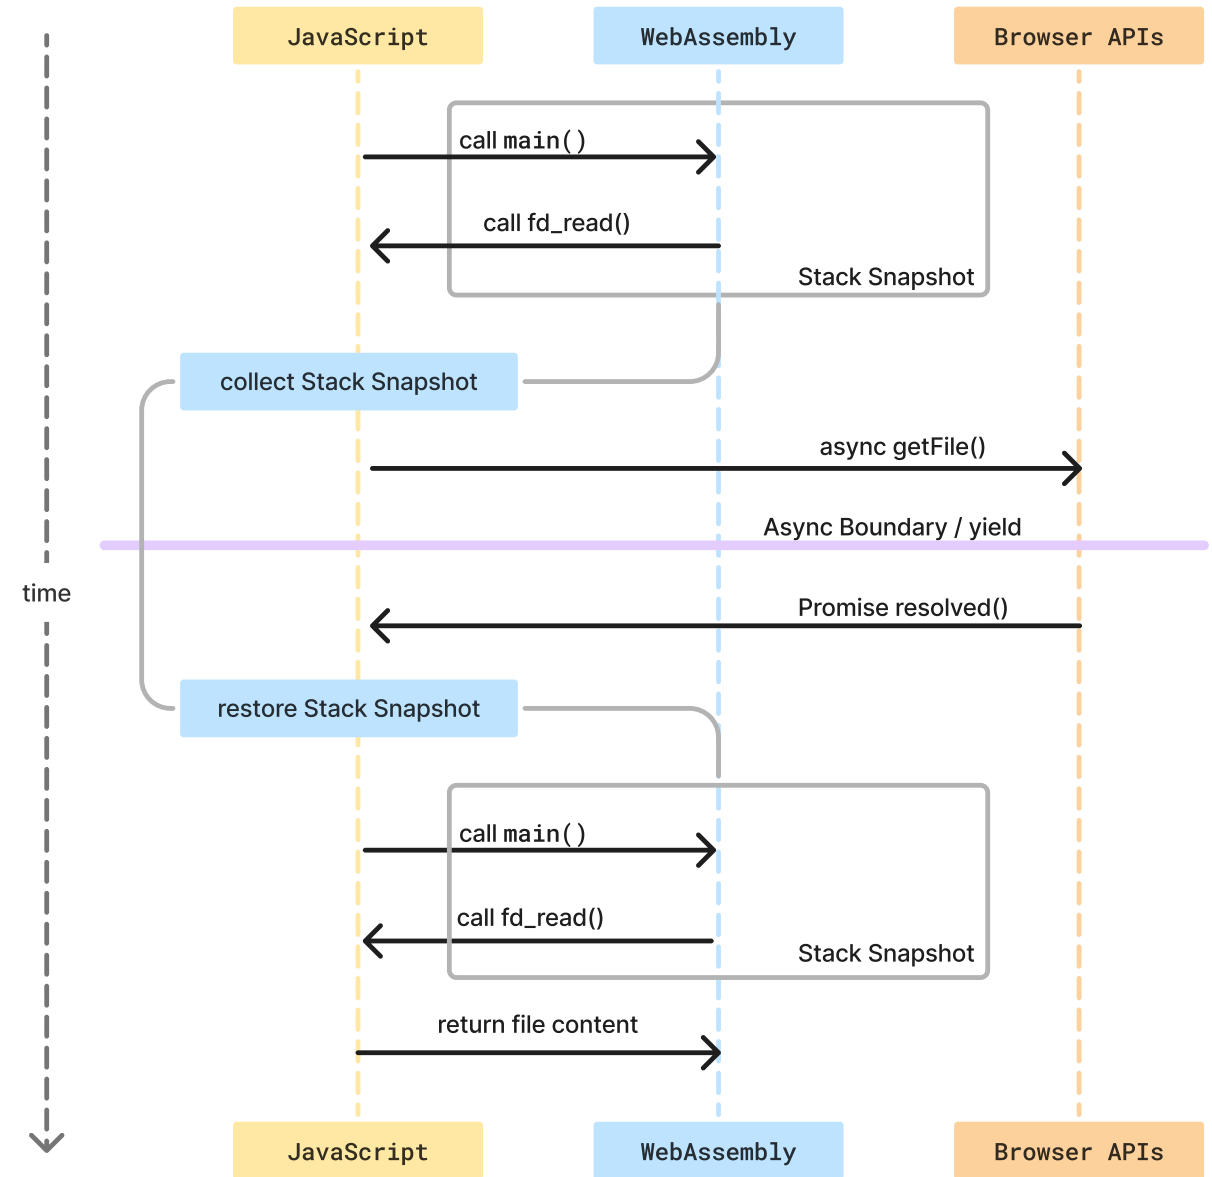 JavaScript
WebAssembly
Browser APIs
call main()
call fd_read()
Stack Snapshot
collect Stack Snapshot
async getFile()
Async Boundary / yield
time
Promise resolved()
restore Stack Snapshot
call main()
call fd_read()
Stack Snapshot
return file content
JavaScript
WebAssembly
Browser APIs